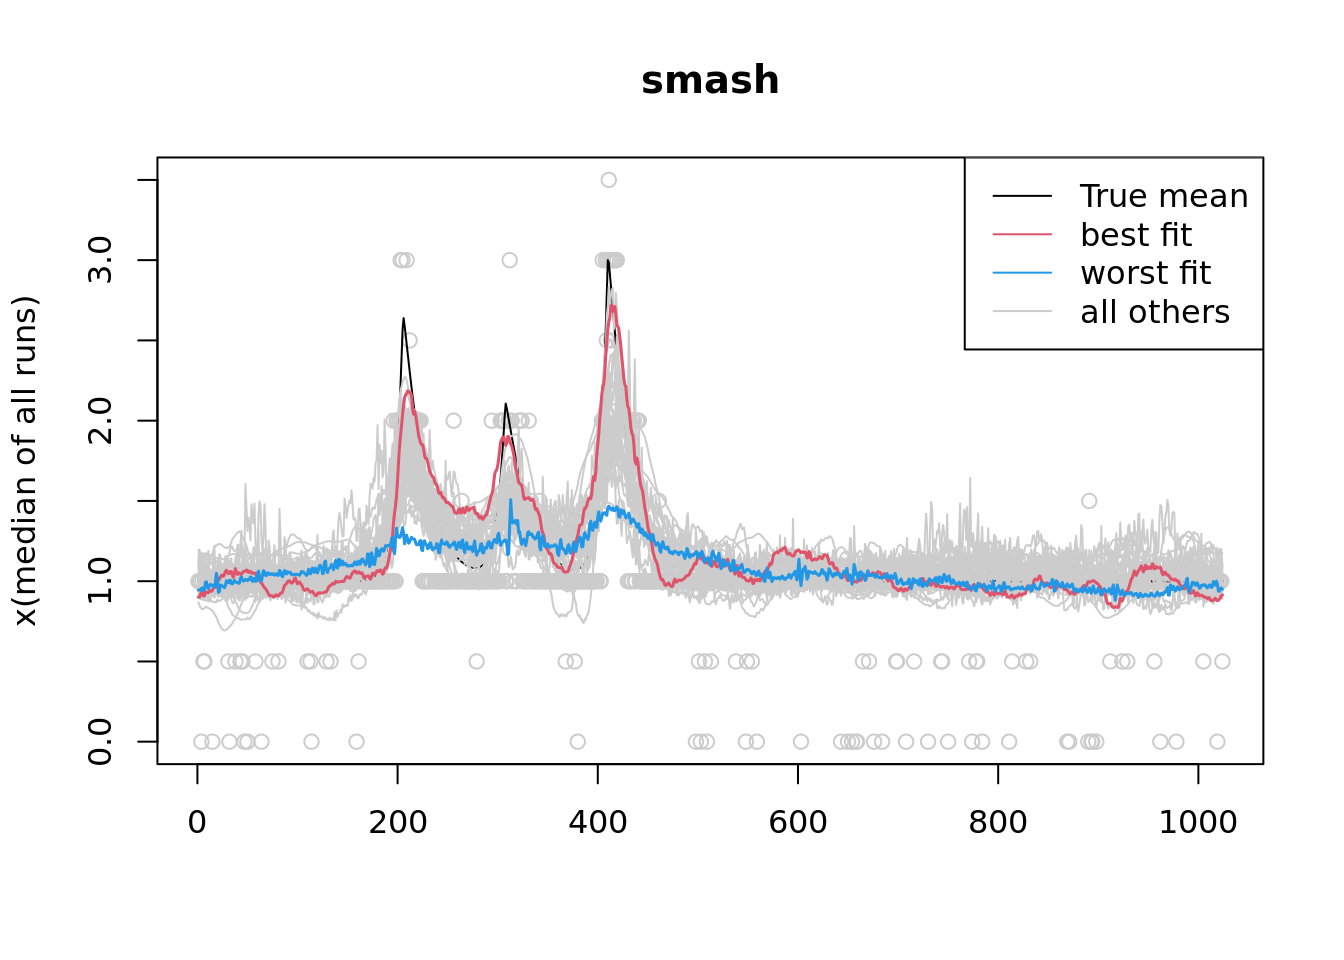 smash
x(median of all runs)
3.0
2.0
1.0
0.0
True mean
best fit
worst fit
all others
0 200 400 600 800 1000